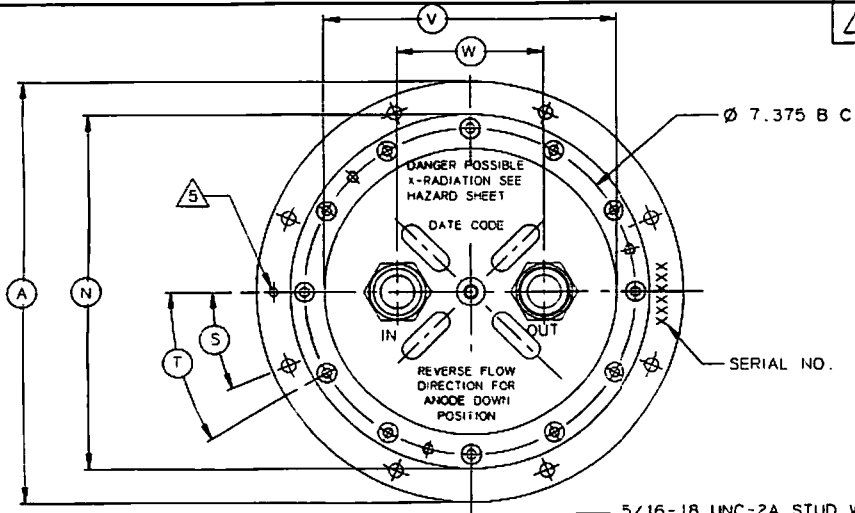 V
W
Ø 7.375 B C
DANGER POSSIBLE
X-RADIATION SEE
HAZARD SHEET
5
DATE CODE
A
N
S
T
IN
OUT
XXXXXX
SERIAL NO.
REVERSE FLOW
DIRECTION FOR
ANODE DOWN
POSITION
5/16-18 UNC-2A STUD W